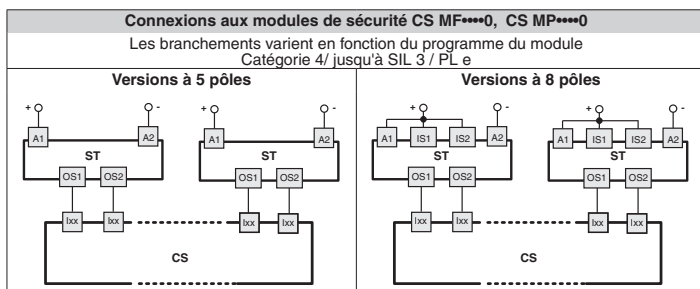 Connexions aux modules de sécurité CS MF••••0, CS MP••••0
Les branchements varient en fonction du programme du module
Catégorie 4/ jusqu'à SIL 3 / PL e
Versions à 5 pôles
+ - + -
A1 A2 A1 A2
ST ST
OS1 OS2 OS1 OS2
Ixx Ixx Ixx Ixx
CS
Versions à 8 pôles
+ - + -
A1 IS1 IS2 A2 A1 IS1 IS2 A2
ST ST
OS1 OS2 OS1 OS2
Ixx Ixx Ixx Ixx
CS